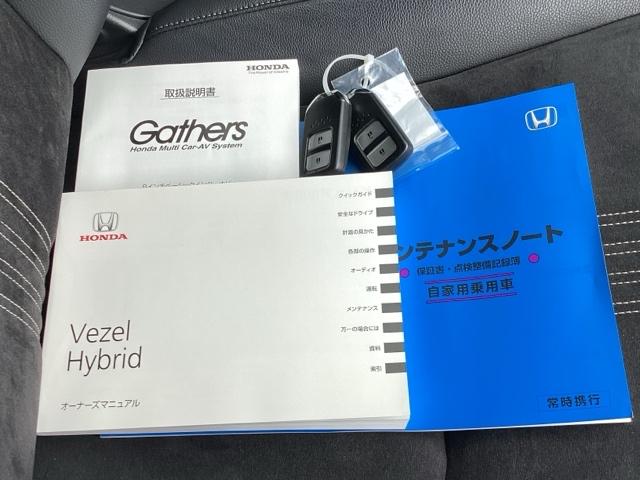 HONDA
The Power of Dreams
取扱説明書
Gathers
Honda Multi Car-AV System
HONDA
Vezel
Hybrid
オーナーズマニュアル
クイックガイド
安全なドライブ
計器の見かた
各部の操作
オーディオ
運転
メンテナンス
万一の場合には
資料
索引
ンテナンスノート
保証書・点検整備記録簿
自家用乗用車
常時携行